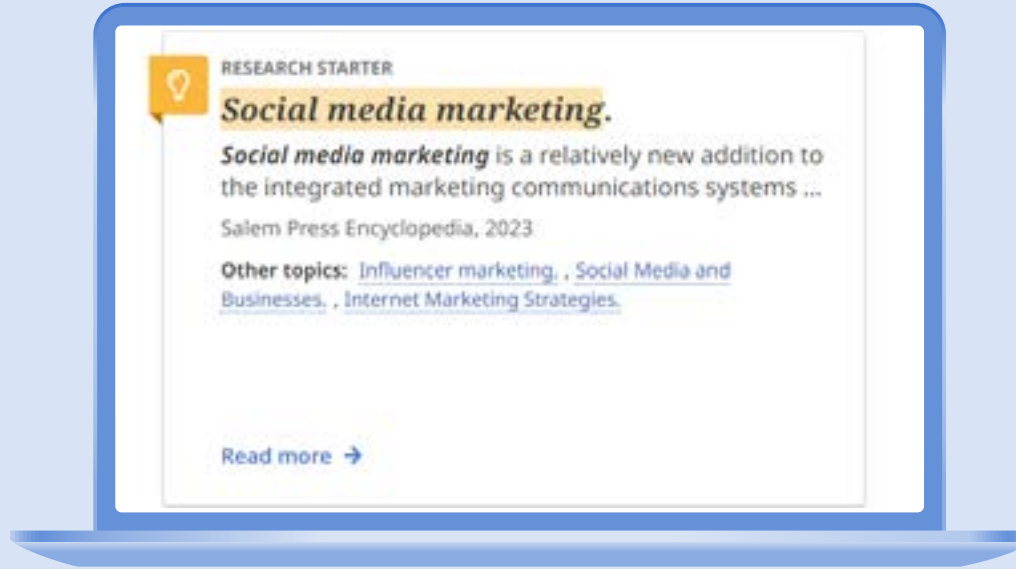 RESEARCH STARTER
Social media marketing.
Social media marketing is a relatively new addition to
the integrated marketing communications systems ...
Salem Press Encyclopedia, 2023
Other topics: Influencer marketing, , Social Media and
Businesses, , Internet Marketing Strategies.
Read more →